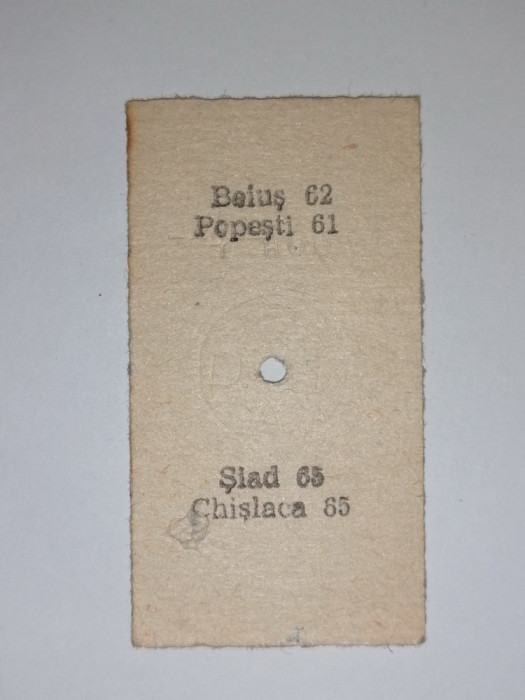 Beiuş 62
Popeşti 61
Şiad 65
Chişlaca 65